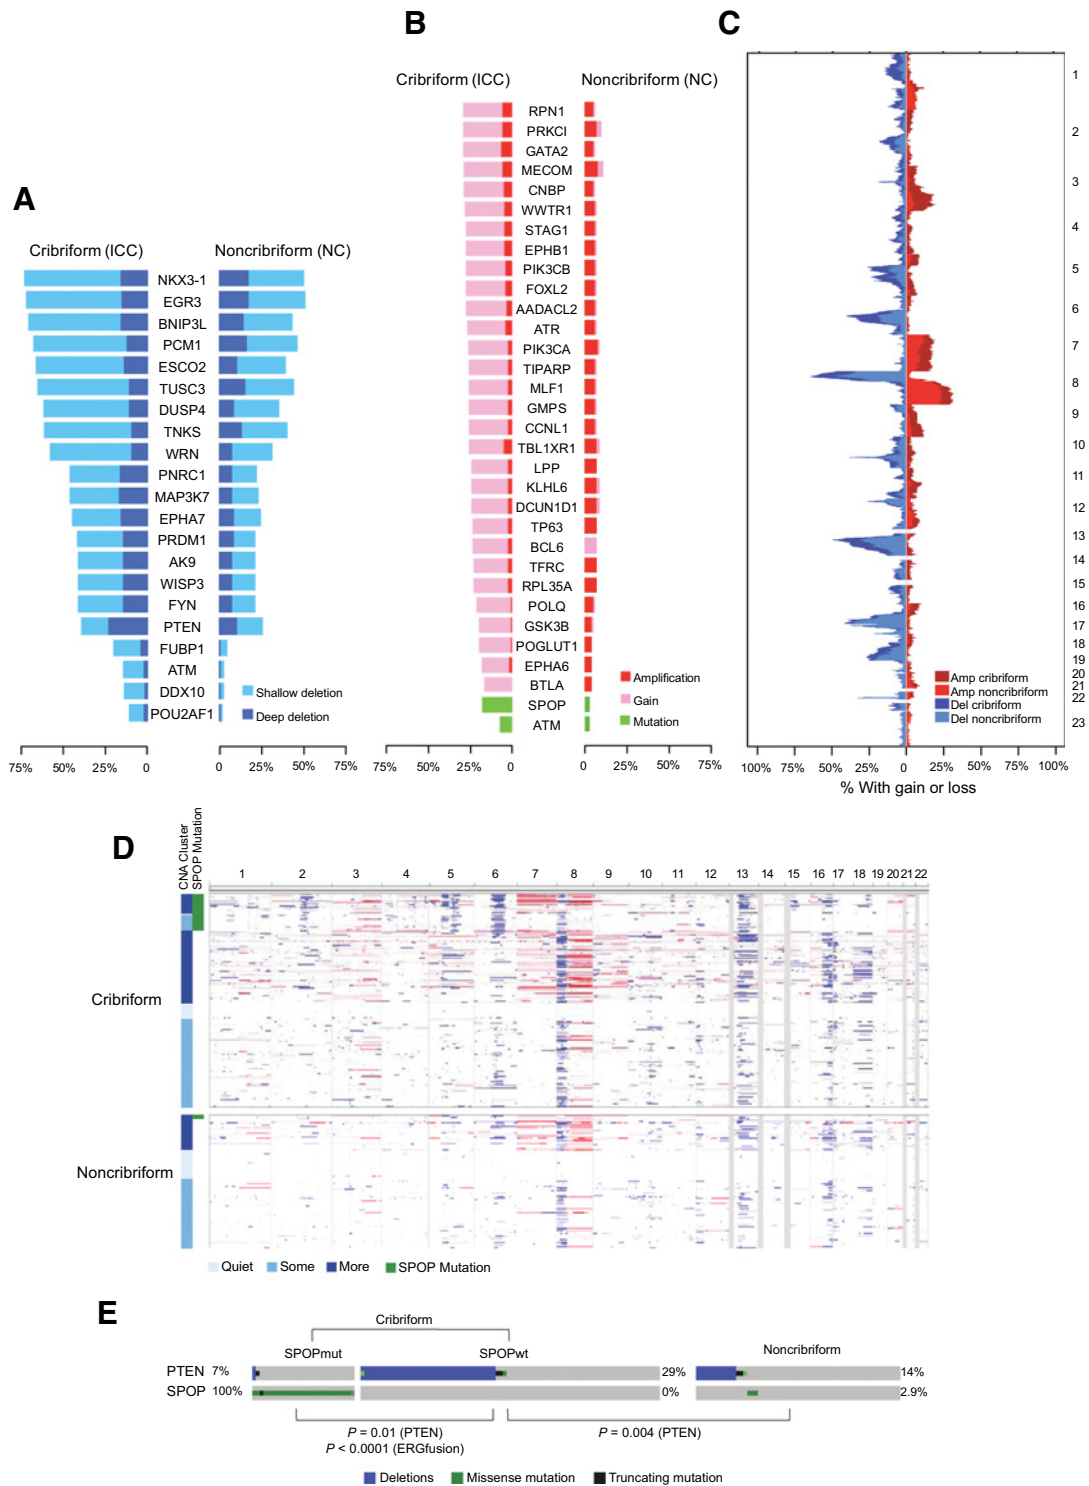 A
Cribriform (ICC)
Noncribriform (NC)
NKX3-1
EGR3
BNIP3L
PCM1
ESCO2
TUSC3
DUSP4
TNKS
WRN
PNRC1
MAP3K7
EPHA7
PRDM1
AK9
WISP3
FYN
PTEN
FUBP1
ATM
DDX10
POU2AF1
Shallow deletion
Deep deletion
75% 50% 25% 0 0 25% 50% 75%
B
Cribriform (ICC)
Noncribriform (NC)
RPN1
PRKCI
GATA2
MECOM
CNBP
WWTR1
STAG1
EPHB1
PIK3CB
FOXL2
AADACL2
ATR
PIK3CA
TIPARP
MLF1
GMPS
CCNL1
TBL1XR1
LPP
KLHL6
DCUN1D1
TP63
BCL6
TFRC
RPL35A
POLQ
GSK3B
POGLUT1
EPHA6
BTLA
SPOP
ATM
Amplification
Gain
Mutation
75% 50% 25% 0 0 25% 50% 75%
C
1
2
3
4
5
6
7
8
9
10
11
12
13
14
15
16
17
18
19
20
21
22
23
Amp cribriform
Amp noncribriform
Del cribriform
Del noncribriform
100% 75% 50% 25% 0 25% 50% 75% 100%
% With gain or loss
D
CNA Cluster
SPOP Mutation
1 2 3 4 5 6 7 8 9 10 11 12 13 14 15 16 17 18 19 20 21 22
Cribriform
Noncribriform
Quiet Some More SPOP Mutation
E
Cribriform
SPOPmut SPOPwt Noncribriform
PTEN 7% 29% 14%
SPOP 100% 0% 2.9%
P = 0.01 (PTEN) P = 0.004 (PTEN)
P < 0.0001 (ERGfusion)
Deletions Missense mutation Truncating mutation